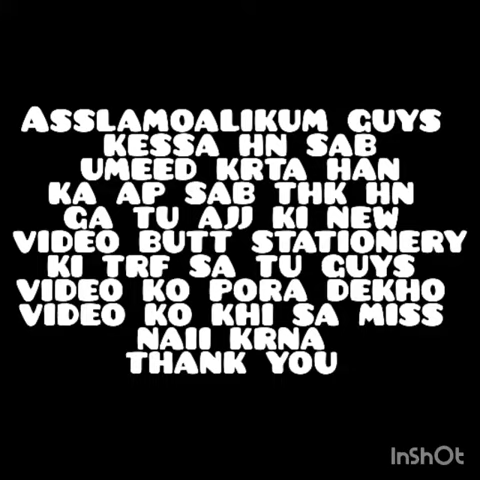 ASSLAMOALIKUM GUYS
KESSA HN SAB
UMEED KRTA HAN
KA AP SAB THK HN
GA TU AJJ KI NEW
VIDEO BUTT STATIONERY
KI TRF SA TU GUYS
VIDEO KO PORA DEKHO
VIDEO KO KHI SA MISS
NAII KRNA
THANK YOU
InShOt